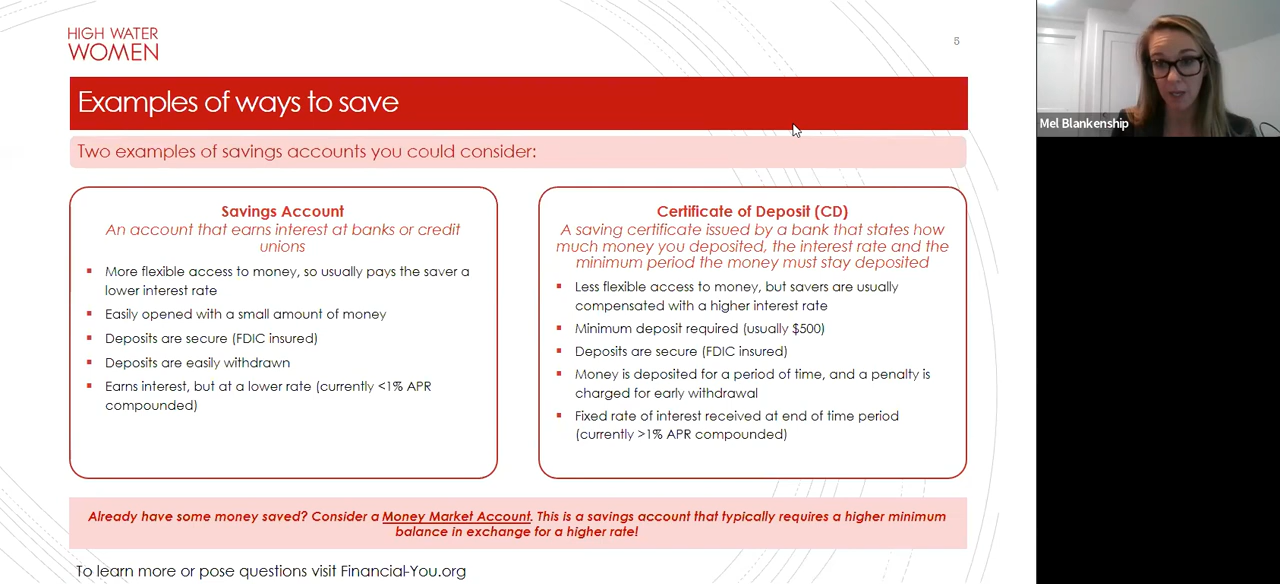 HIGH WATER
WOMEN
5
Examples of ways to save
Two examples of savings accounts you could consider:
Savings Account
An account that earns interest at banks or credit
unions
▪ More flexible access to money, so usually pays the saver a
lower interest rate
▪ Easily opened with a small amount of money
▪ Deposits are secure (FDIC insured)
▪ Deposits are easily withdrawn
▪ Earns interest, but at a lower rate (currently <1% APR
compounded)
Certificate of Deposit (CD)
A saving certificate issued by a bank that states how
much money you deposited, the interest rate and the
minimum period the money must stay deposited
▪ Less flexible access to money, but savers are usually
compensated with a higher interest rate
▪ Minimum deposit required (usually $500)
▪ Deposits are secure (FDIC insured)
▪ Money is deposited for a period of time, and a penalty is
charged for early withdrawal
▪ Fixed rate of interest received at end of time period
(currently >1% APR compounded)
Already have some money saved? Consider a Money Market Account. This is a savings account that typically requires a higher minimum
balance in exchange for a higher rate!
To learn more or pose questions visit Financial-You.org
Mel Blankenship